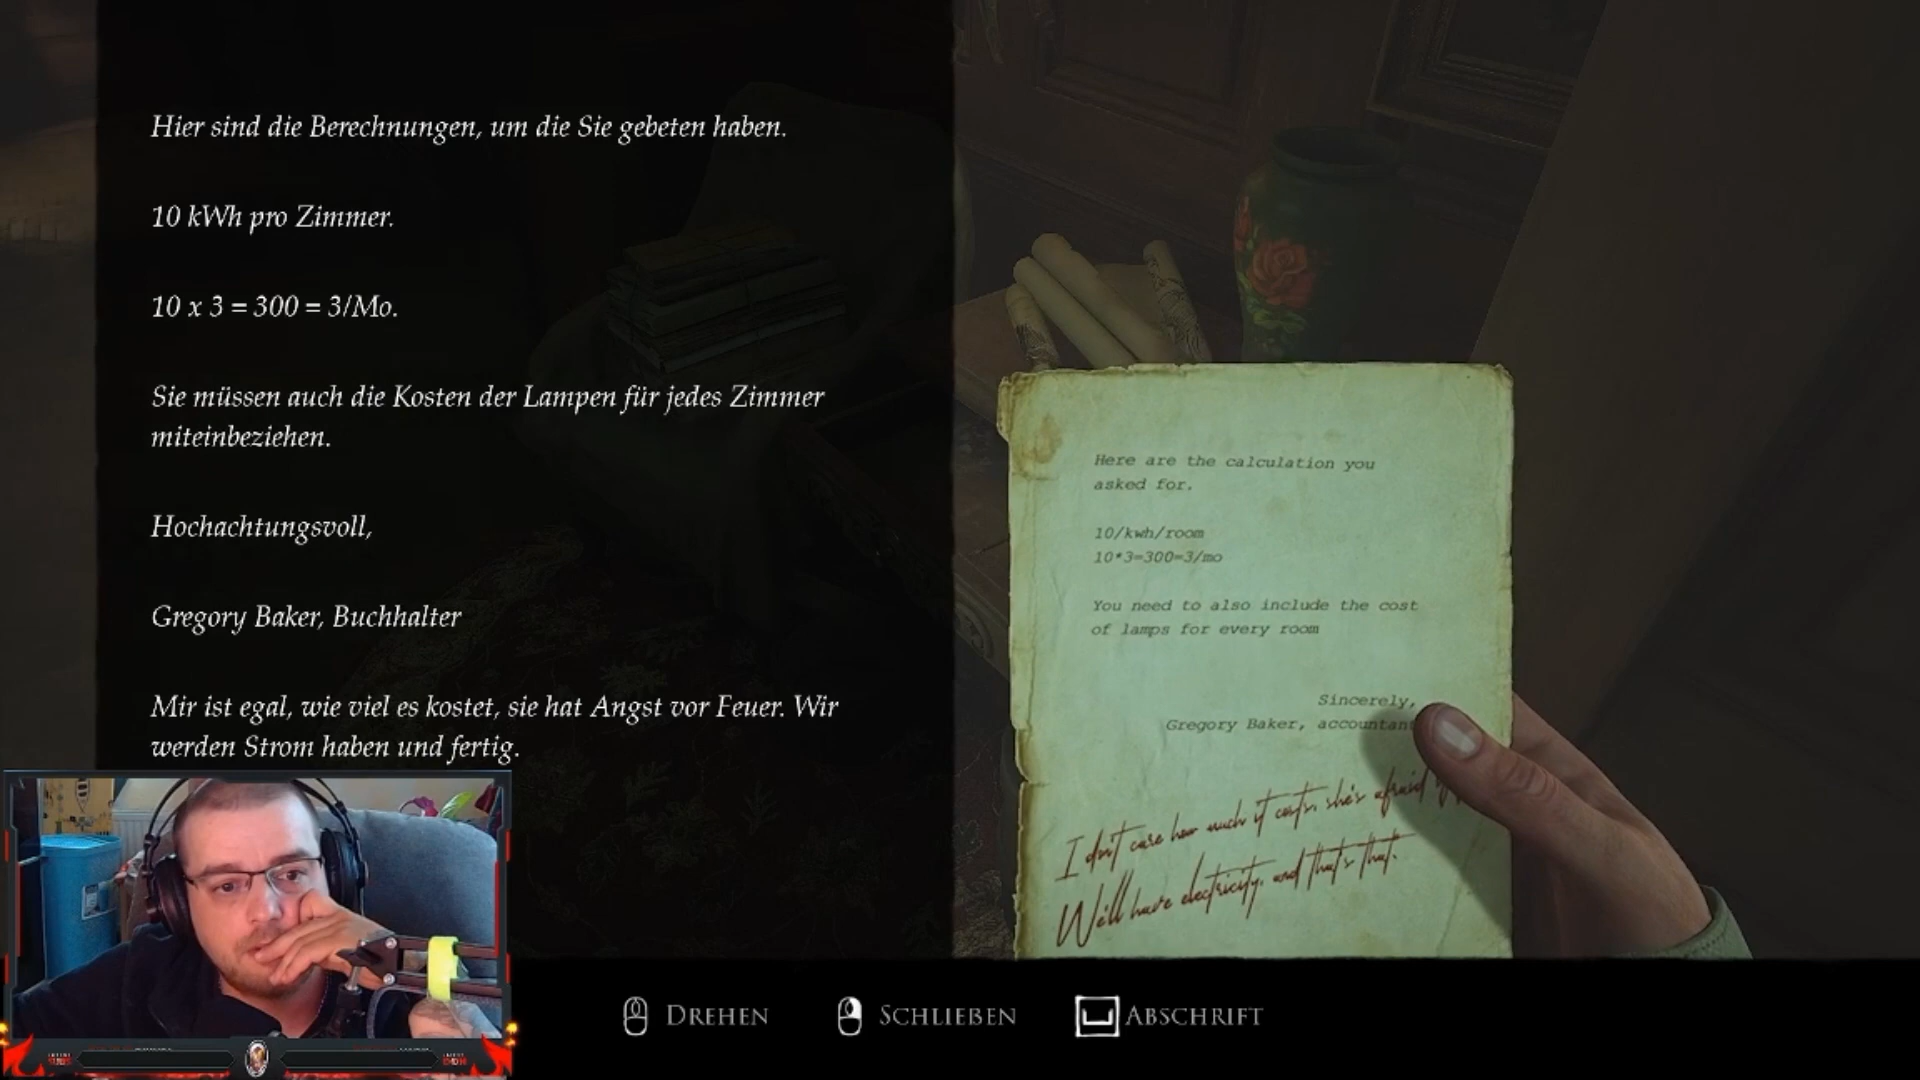 Hier sind die Berechnungen, um die Sie gebeten haben.
10 kWh pro Zimmer.
10 x 3 = 300 = 3/Mo.
Sie müssen auch die Kosten der Lampen für jedes Zimmer
miteinbeziehen.
Hochachtungsvoll,
Gregory Baker, Buchhalter
Mir ist egal, wie viel es kostet, sie hat Angst vor Feuer. Wir
werden Strom haben und fertig.
Here are the calculation you
asked for.
10/kwh/room
10*3=300=3/mo
You need to also include the cost
of lamps for every room
Sincerely,
Gregory Baker, accountant
I don't care how much it costs, she's afraid
We'll have electricity, and that's that.
DREHEN
SCHLIEßEN
ABSCHRIFT